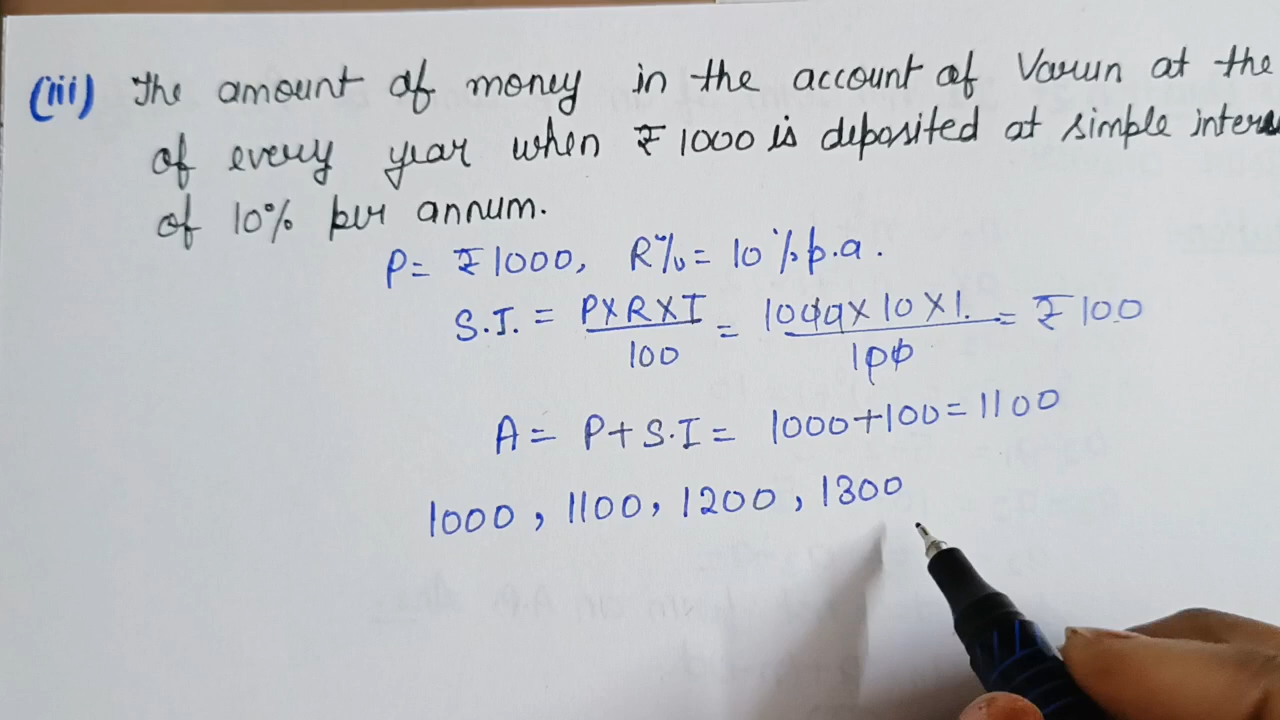 (iii) The amount of money in the account of Varun at the
of every year when ₹ 1000 is deposited at simple interes
of 10% per annum.
P= ₹ 1000, R% = 10% p.a.
S.I. = P×R×T/100 = 1000×10×1./100 = ₹ 100
A = P+S.I = 1000+100 = 1100
1000, 1100, 1200, 1300